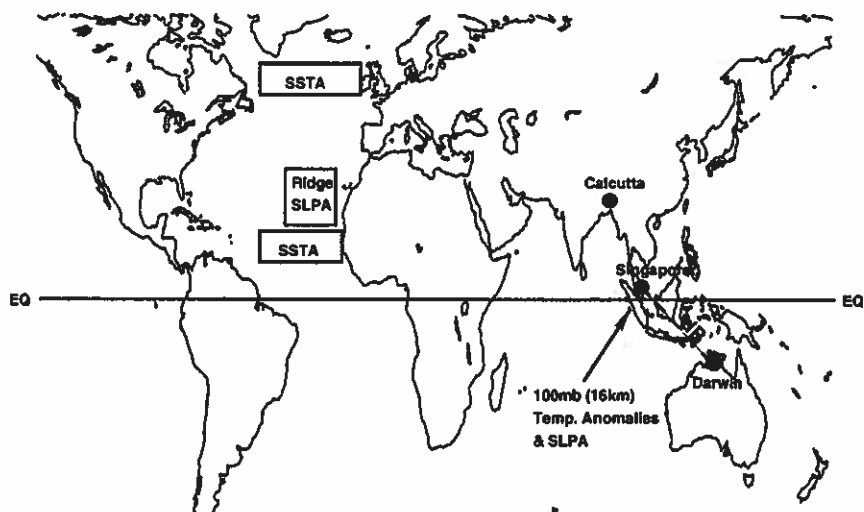 SSTA
Ridge
SLPA
Calcutta
SSTA
Singapore
EQ
EQ
Darwin
100mb (16km)
Temp. Anomalies
& SLPA